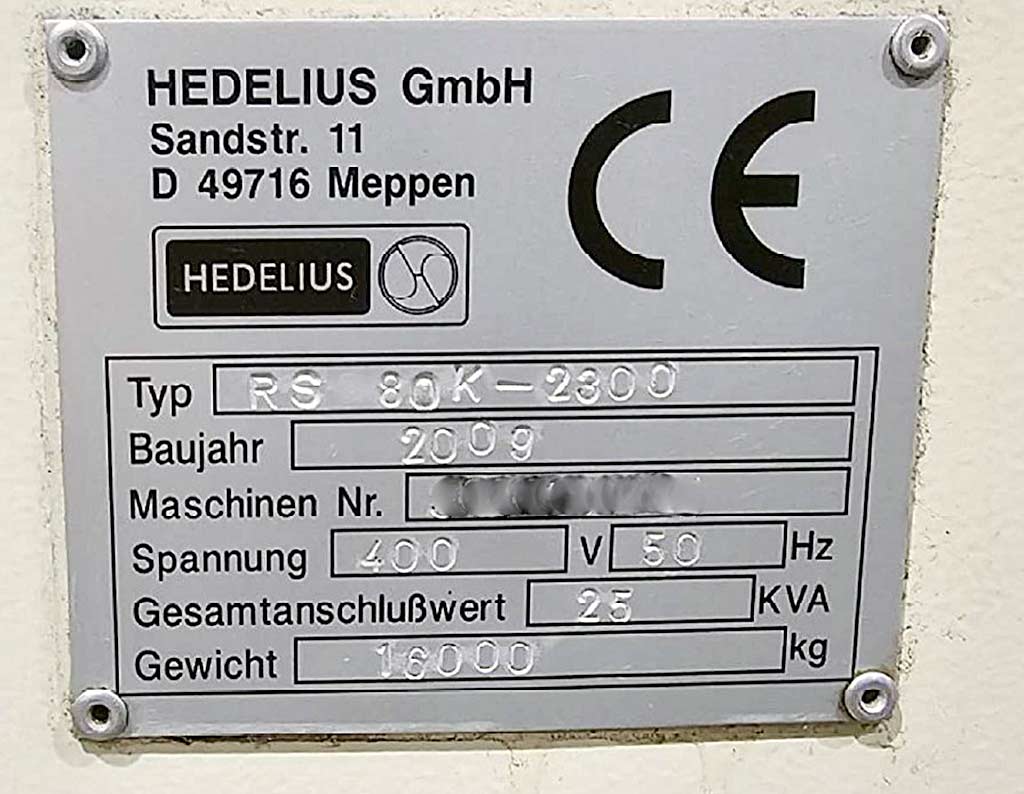 HEDELIUS GmbH
Sandstr. 11
D 49716 Meppen
CE
HEDELIUS
Typ RS 80K-2300
Baujahr 2009
Maschinen Nr.
Spannung 400 V 50 Hz
Gesamtanschlußwert 25 KVA
Gewicht 16000 kg